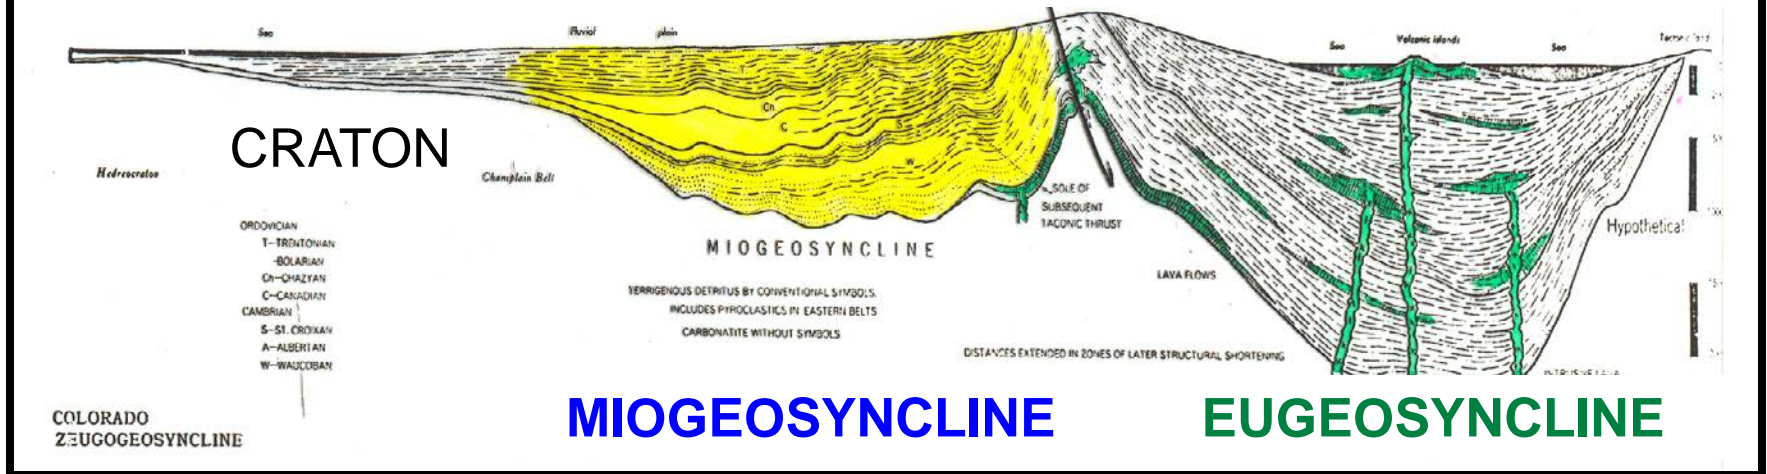 Sea
Fluvial plain
Sea
Volcanic islands
Sea
Cn
C
S
W
CRATON
Hedreocraton
Champlain Belt
SOLE OF
SUBSEQUENT
TACONIC THRUST
Hypothetical
ORDOVICIAN
T-TRENTONIAN
-BOLARIAN
Cn-CHAZYAN
C-CANADIAN
CAMBRIAN
S-ST. CROIXAN
A-ALBERTAN
W-WAUCOBAN
MIOGEOSYNCLINE
LAVA FLOWS
TERRIGENOUS DETRITUS BY CONVENTIONAL SYMBOLS.
INCLUDES PYROCLASTICS IN EASTERN BELTS
CARBONATITE WITHOUT SYMBOLS
DISTANCES EXTENDED IN ZONES OF LATER STRUCTURAL SHORTENING
COLORADO
ZEUGOGEOSYNCLINE
MIOGEOSYNCLINE
EUGEOSYNCLINE